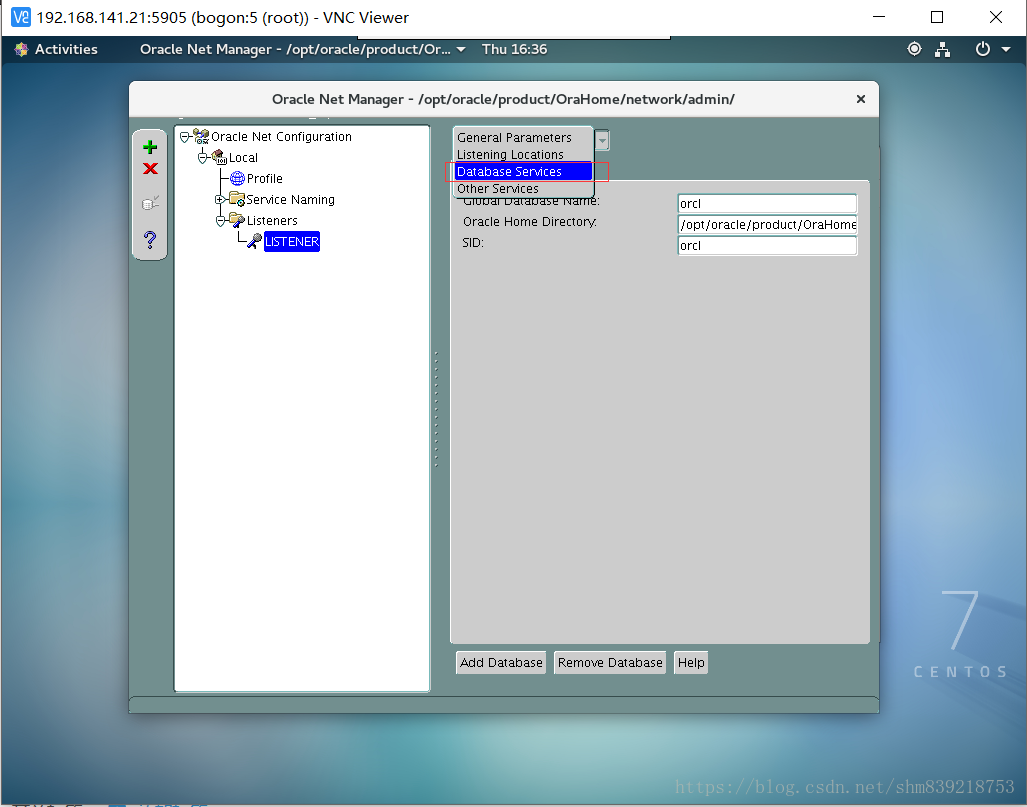 VE 192.168.141.21:5905 (bogon:5 (root)) - VNC Viewer
Activities Oracle Net Manager - /opt/oracle/product/Or... Thu 16:36
Oracle Net Manager - /opt/oracle/product/OraHome/network/admin/
Oracle Net Configuration
Local
Profile
Service Naming
Listeners
LISTENER
General Parameters
Listening Locations
Database Services
Other Services
Global Database Name: orcl
Oracle Home Directory: /opt/oracle/product/OraHome
SID: orcl
Add Database Remove Database Help
7
CENTOS
https://blog.csdn.net/shm839218753